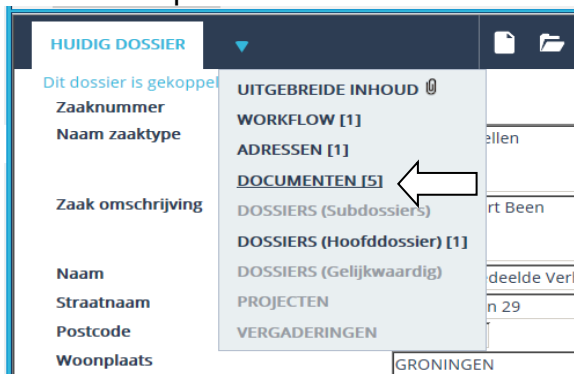 HUIDIG DOSSIER
Dit dossier is gekoppel
UITGEBREIDE INHOUD
Zaaknummer
WORKFLOW [1]
Naam zaaktype
ellen
ADRESSEN [1]
DOCUMENTEN [5]
Zaak omschrijving
DOSSIERS (Subdossiers)
rt Been
DOSSIERS (Hoofddossier) [1]
Naam
DOSSIERS (Gelijkwaardig)
deelde Verl
Straatnaam
PROJECTEN
n 29
Postcode
VERGADERINGEN
Woonplaats
GRONINGEN